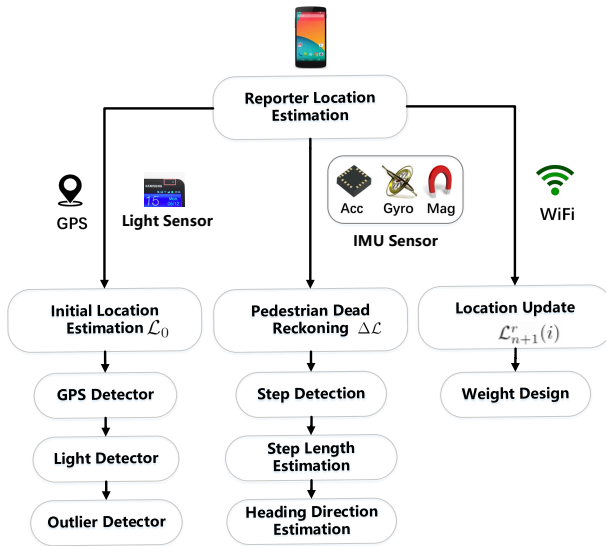 Reporter Location
Estimation
GPS
SAMSUNG
15
Light Sensor
Acc Gyro Mag
IMU Sensor
WiFi
Initial Location
Estimation 𝓛₀
Pedestrian Dead
Reckoning Δ𝓛
Location Update
𝓛ʳₙ₊₁(i)
GPS Detector
Step Detection
Weight Design
Light Detector
Step Length
Estimation
Outlier Detector
Heading Direction
Estimation